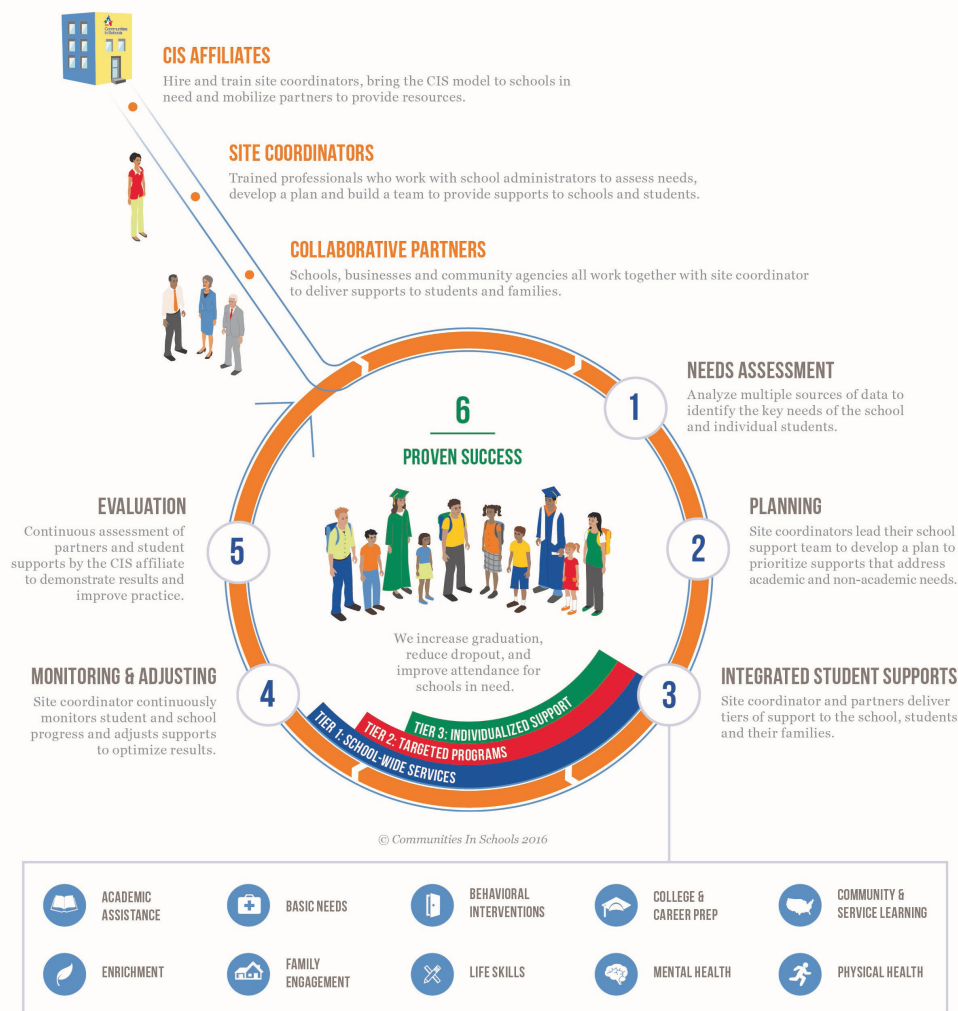 Communities
In Schools
CIS AFFILIATES
Hire and train site coordinators, bring the CIS model to schools in
need and mobilize partners to provide resources.
SITE COORDINATORS
Trained professionals who work with school administrators to assess needs,
develop a plan and build a team to provide supports to schools and students.
COLLABORATIVE PARTNERS
Schools, businesses and community agencies all work together with site coordinator
to deliver supports to students and families.
1
NEEDS ASSESSMENT
Analyze multiple sources of data to
identify the key needs of the school
and individual students.
2
PLANNING
Site coordinators lead their school
support team to develop a plan to
prioritize supports that address
academic and non-academic needs.
3
INTEGRATED STUDENT SUPPORTS
Site coordinator and partners deliver
tiers of support to the school, students
and their families.
TIER 3: INDIVIDUALIZED SUPPORT
TIER 2: TARGETED PROGRAMS
TIER 1: SCHOOL-WIDE SERVICES
4
MONITORING & ADJUSTING
Site coordinator continuously
monitors student and school
progress and adjusts supports
to optimize results.
5
EVALUATION
Continuous assessment of
partners and student
supports by the CIS affiliate
to demonstrate results and
improve practice.
6
PROVEN SUCCESS
We increase graduation,
reduce dropout, and
improve attendance for
schools in need.
© Communities In Schools 2016
ACADEMIC
ASSISTANCE
BASIC NEEDS
BEHAVIORAL
INTERVENTIONS
COLLEGE &
CAREER PREP
COMMUNITY &
SERVICE LEARNING
ENRICHMENT
FAMILY
ENGAGEMENT
LIFE SKILLS
MENTAL HEALTH
PHYSICAL HEALTH